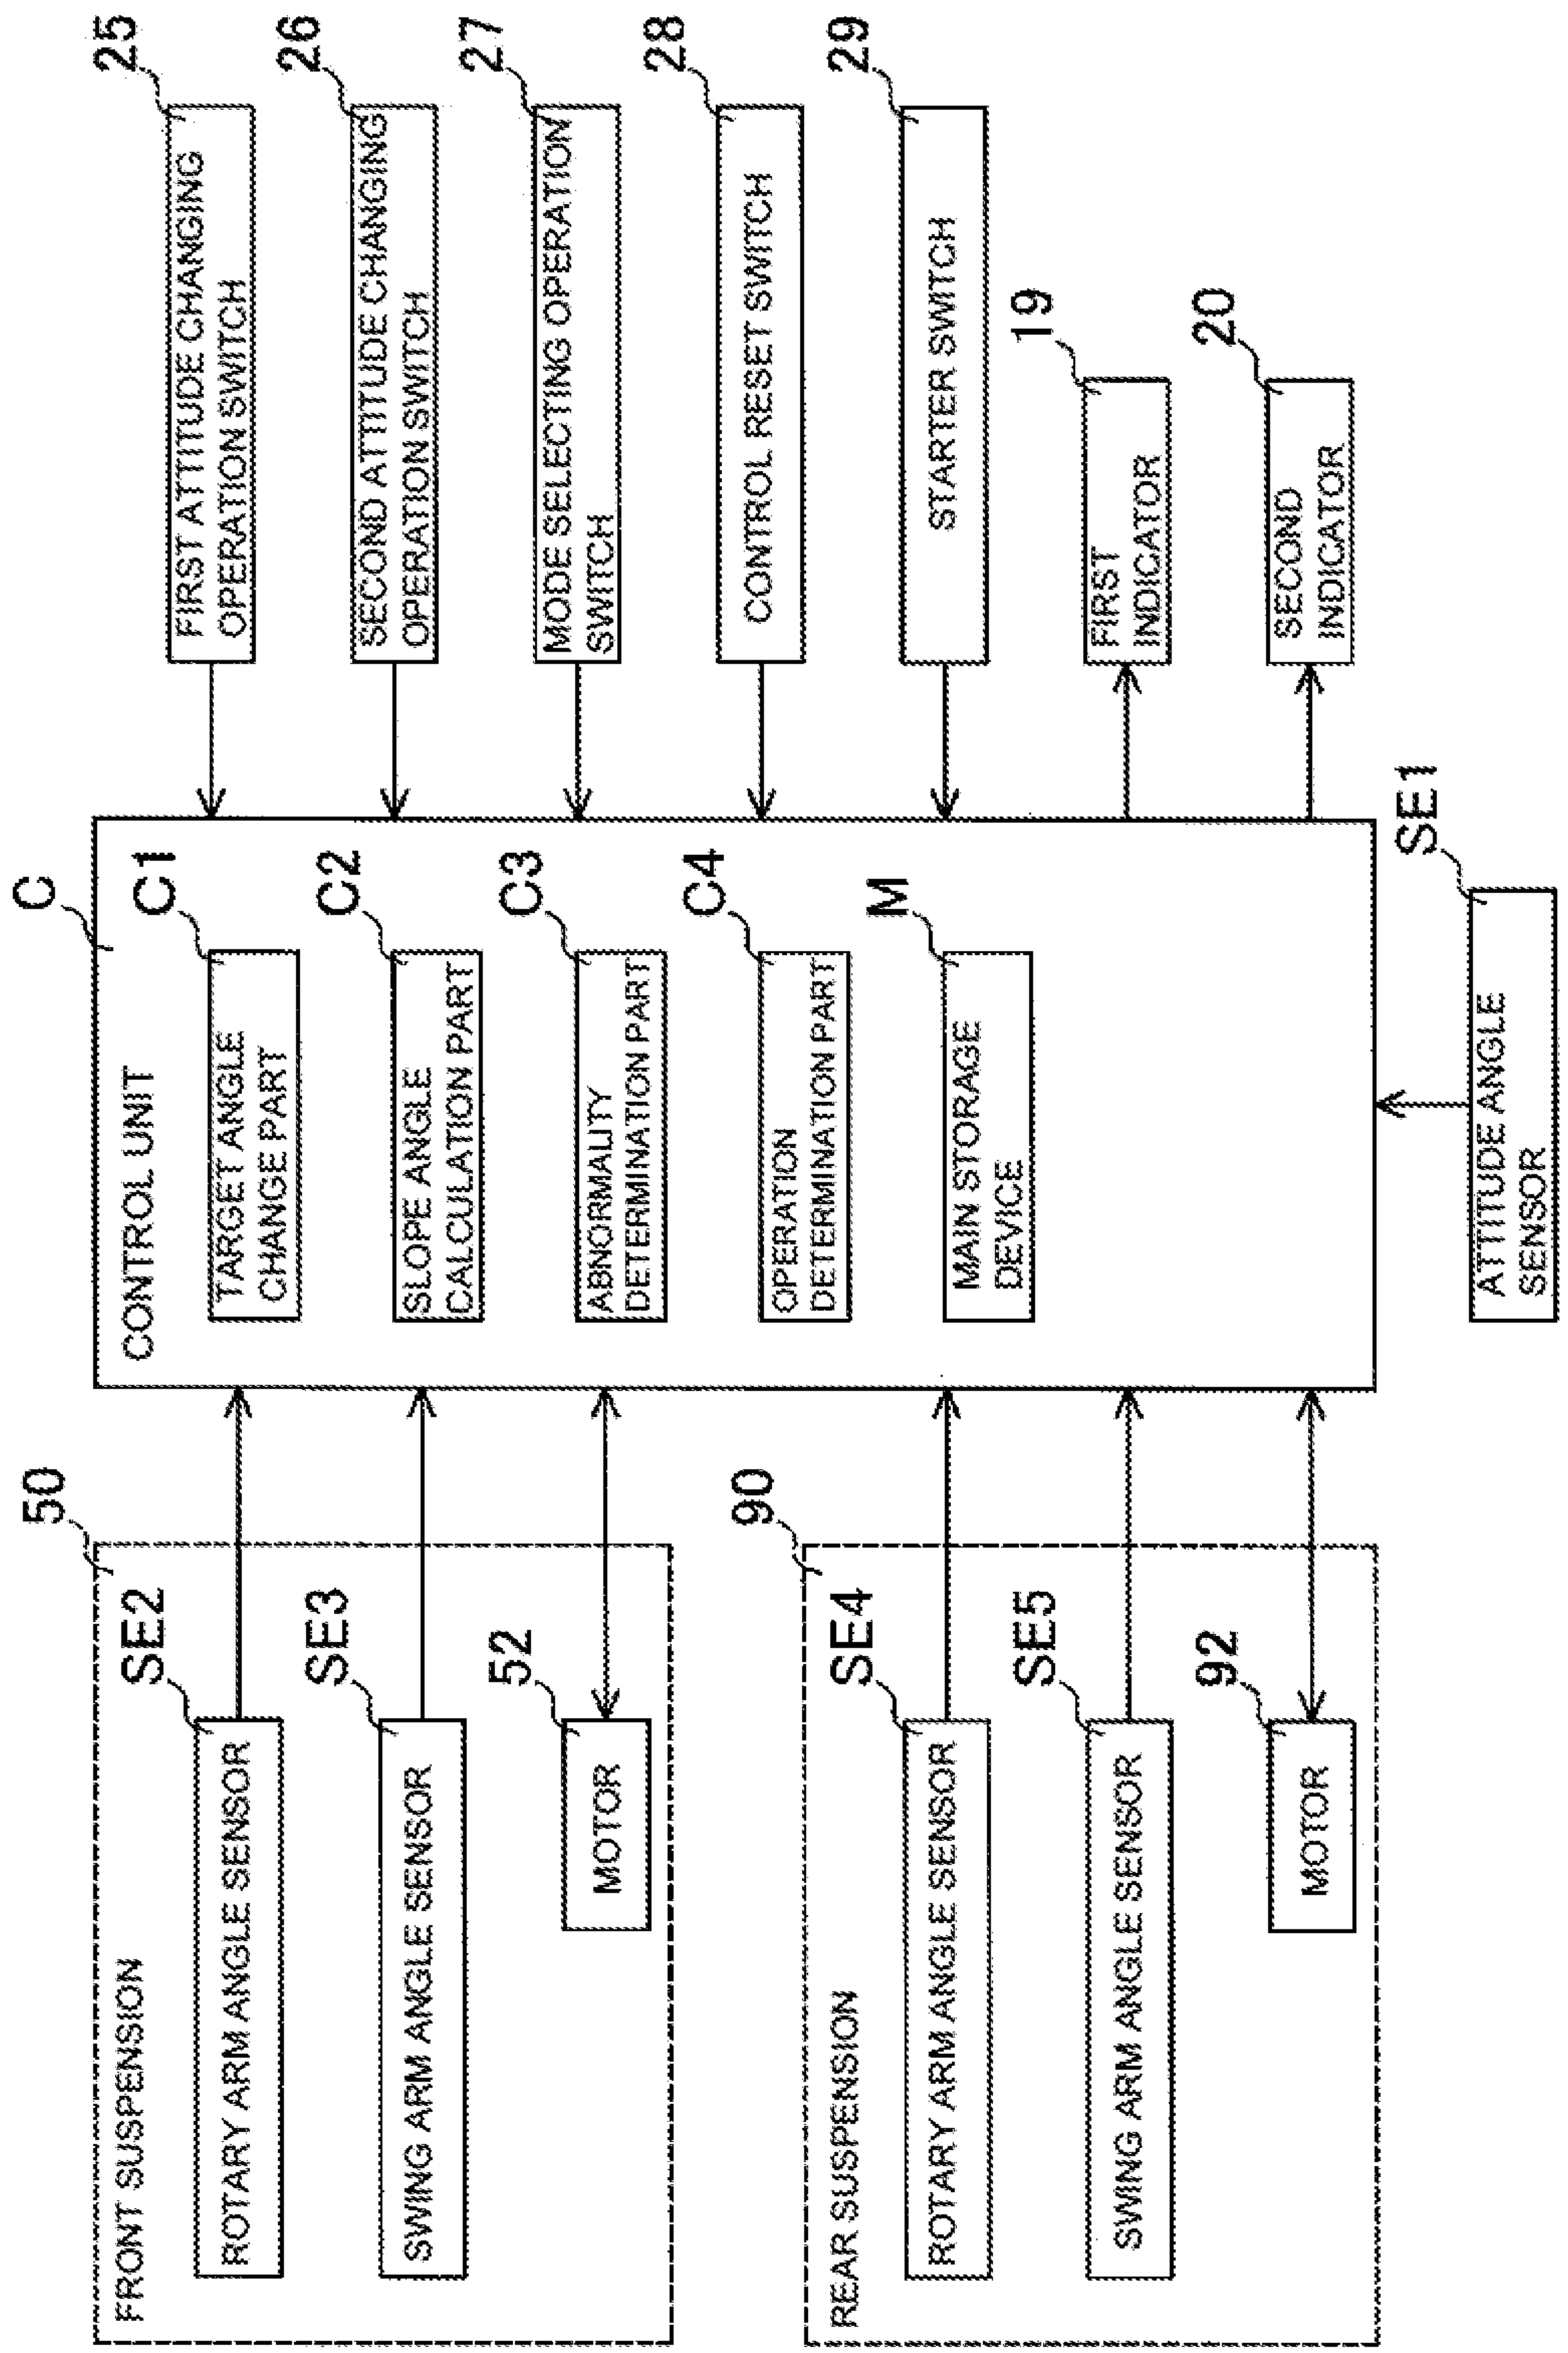 50
FRONT SUSPENSION
SE2
ROTARY ARM ANGLE SENSOR
SE3
SWING ARM ANGLE SENSOR
52
MOTOR
90
REAR SUSPENSION
SE4
ROTARY ARM ANGLE SENSOR
SE5
SWING ARM ANGLE SENSOR
92
MOTOR
C
CONTROL UNIT
C1
TARGET ANGLE
CHANGE PART
C2
SLOPE ANGLE
CALCULATION PART
C3
ABNORMALITY
DETERMINATION PART
C4
OPERATION
DETERMINATION PART
M
MAIN STORAGE
DEVICE
SE1
ATTITUDE ANGLE
SENSOR
25
FIRST ATTITUDE CHANGING
OPERATION SWITCH
26
SECOND ATTITUDE CHANGING
OPERATION SWITCH
27
MODE SELECTING OPERATION
SWITCH
28
CONTROL RESET SWITCH
29
STARTER SWITCH
19
FIRST
INDICATOR
20
SECOND
INDICATOR